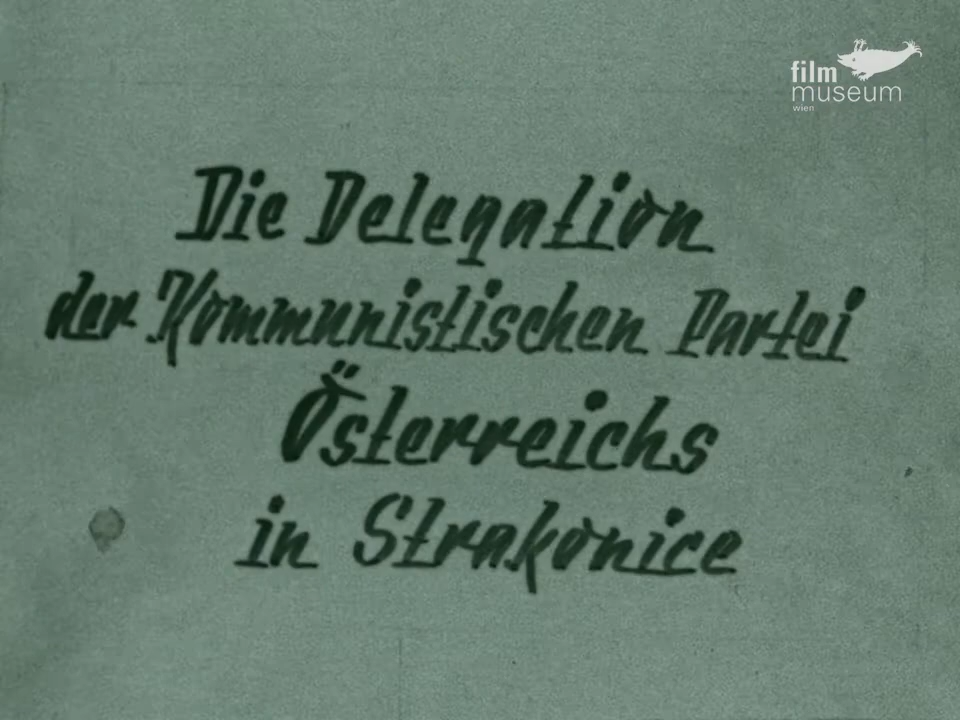 film
museum
wien
Die Delegation
der Kommunistischen Partei
Österreichs
in Strakonice